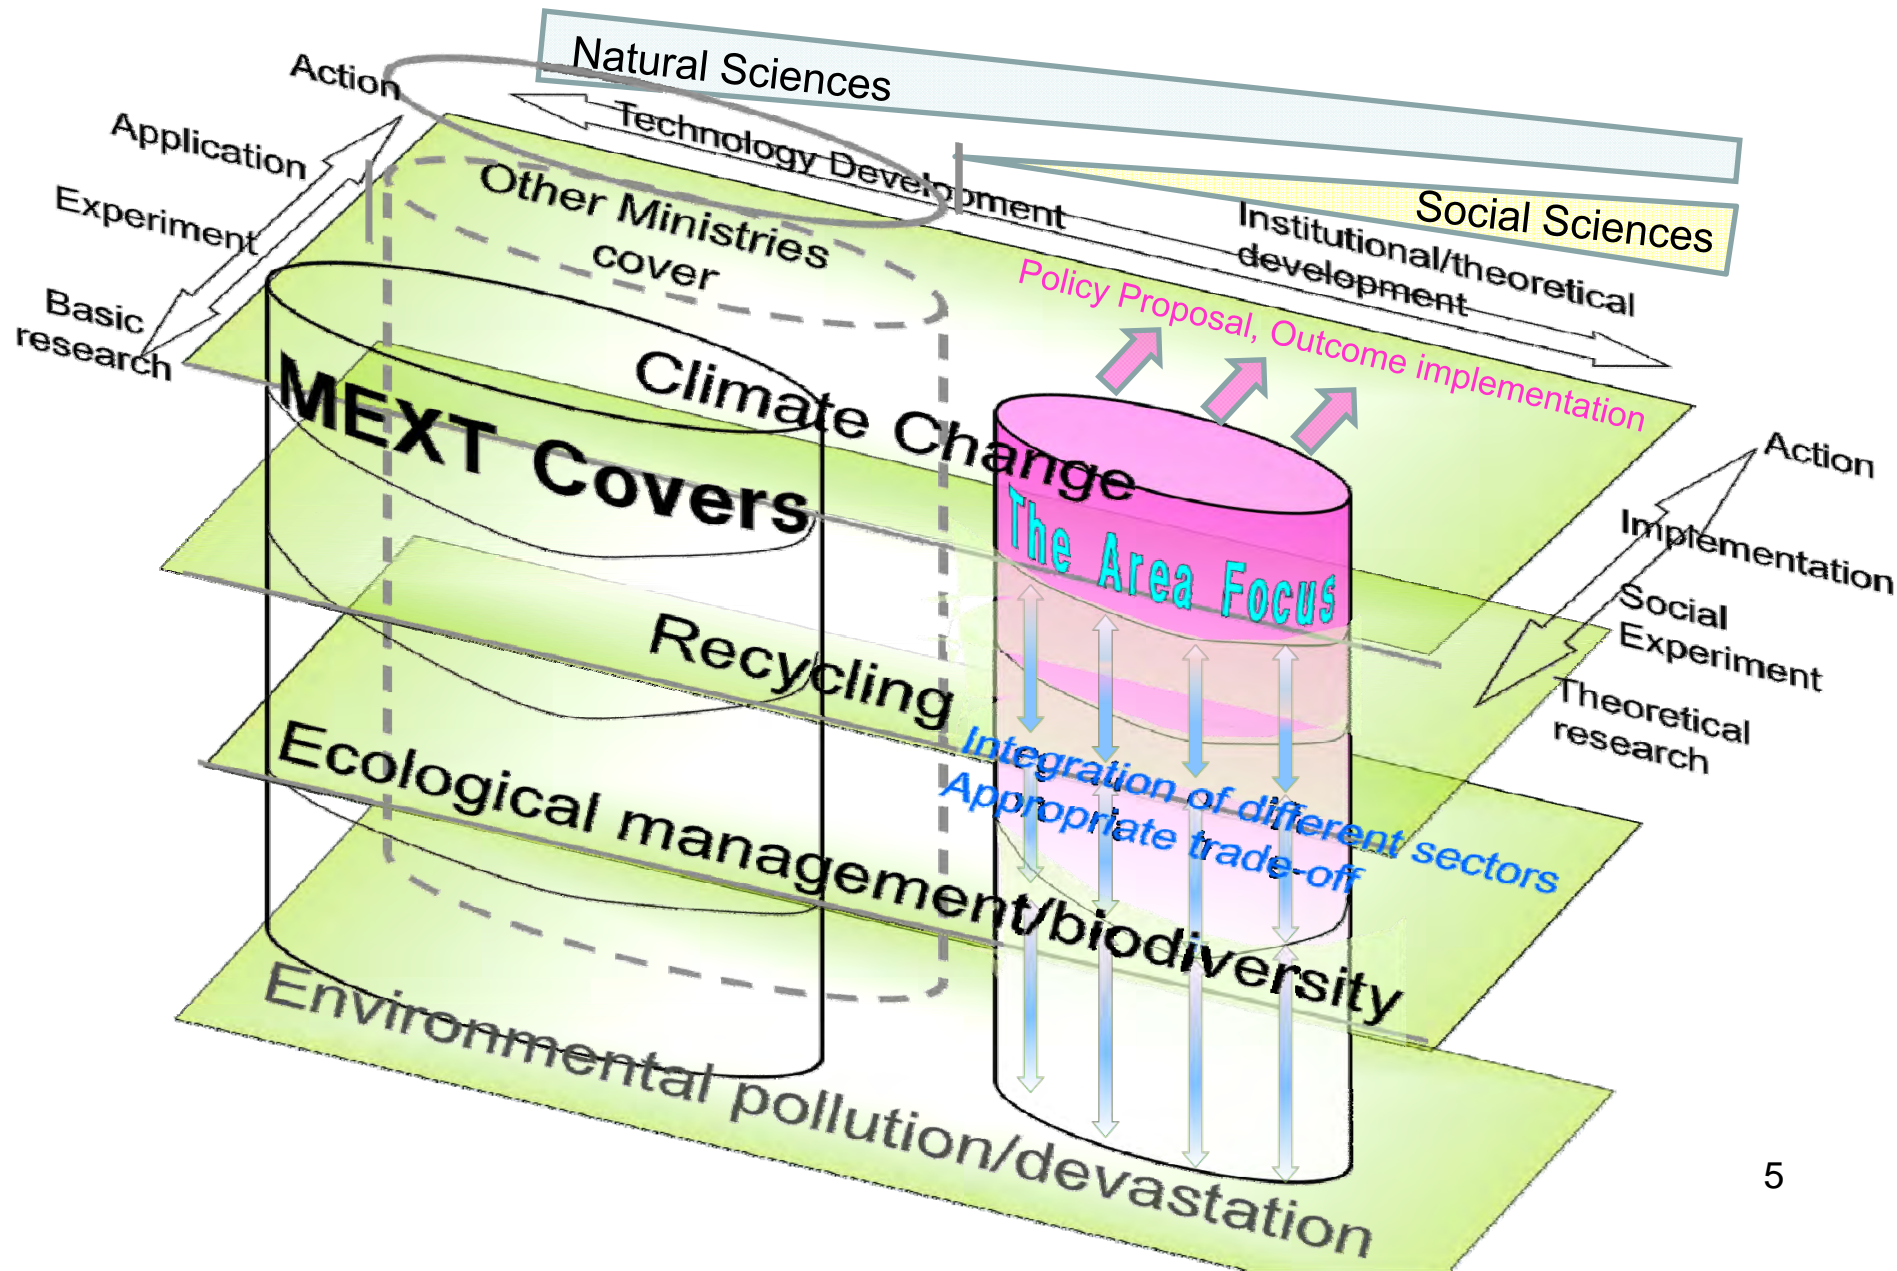 Natural Sciences
Action
Technology Development
Application
Other Ministries
cover
Social Sciences
Institutional/theoretical
development
Experiment
Policy Proposal, Outcome implementation
Basic
research
Climate Change
MEXT Covers
Action
The Area Focus
Implementation
Social
Experiment
Recycling
Theoretical
research
Integration of different sectors
Appropriate trade-off
Ecological management/biodiversity
Environmental pollution/devastation
5